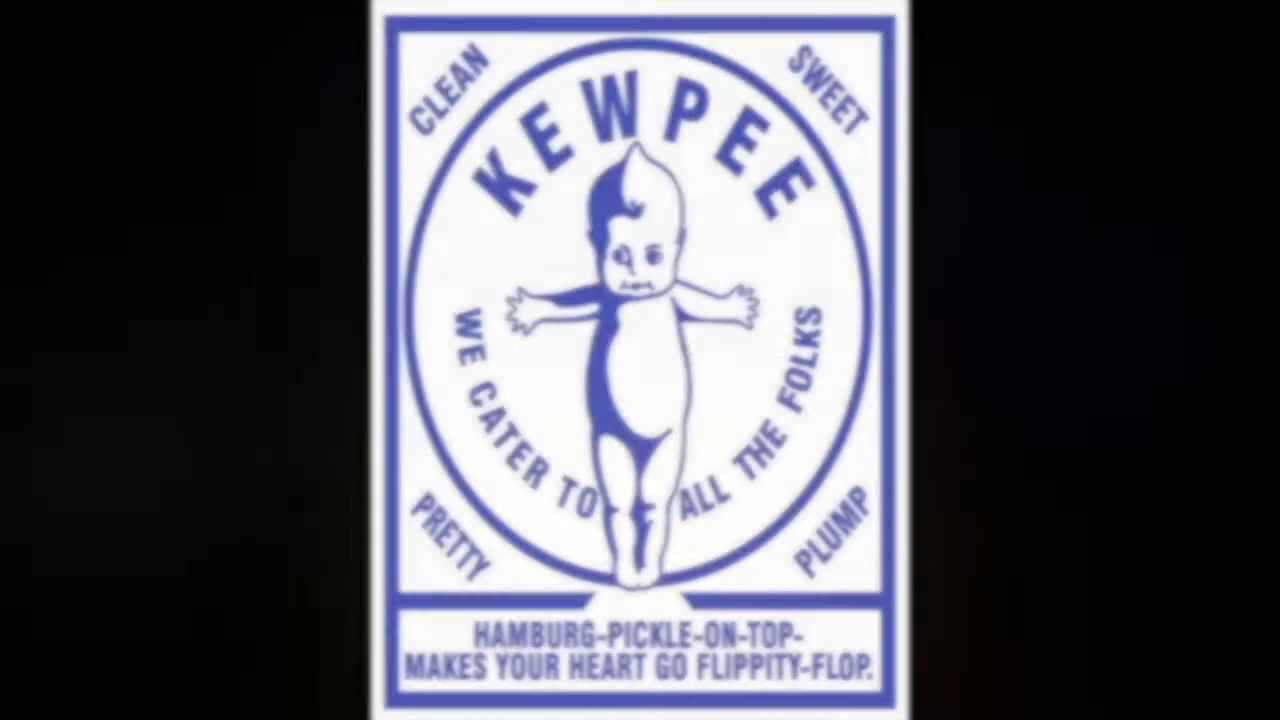 CLEAN
SWEET
KEWPEE
WE CATER TO ALL THE FOLKS
PRETTY
PLUMP
HAMBURG-PICKLE-ON-TOP-
MAKES YOUR HEART GO FLIPPITY-FLOP.